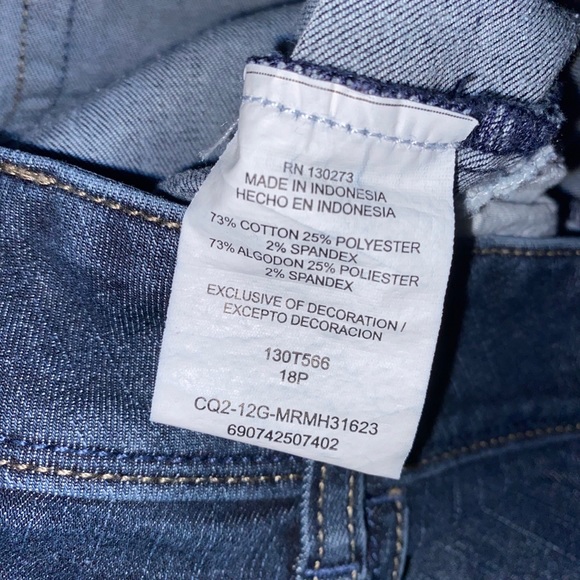 RN 130273
MADE IN INDONESIA
HECHO EN INDONESIA
73% COTTON 25% POLYESTER
2% SPANDEX
73% ALGODON 25% POLIESTER
2% SPANDEX
EXCLUSIVE OF DECORATION /
EXCEPTO DECORACION
130T566
18P
CQ2-12G-MRMH31623
690742507402